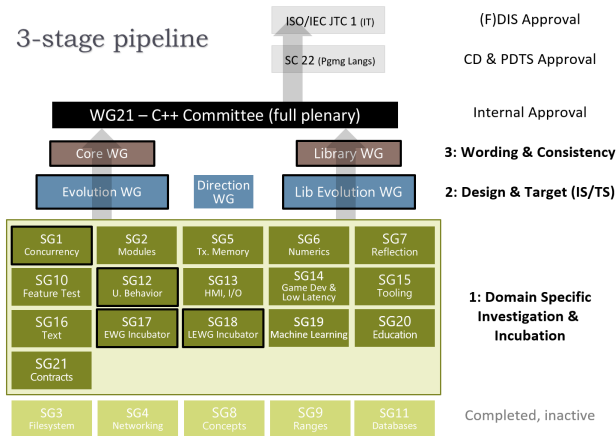 3-stage pipeline
ISO/IEC JTC 1 (IT)
(F)DIS Approval
SC 22 (Pgmg Langs)
CD & PDTS Approval
WG21 – C++ Committee (full plenary)
Internal Approval
Core WG
Library WG
3: Wording & Consistency
Evolution WG
Direction
WG
Lib Evolution WG
2: Design & Target (IS/TS)
SG1
Concurrency
SG2
Modules
SG5
Tx. Memory
SG6
Numerics
SG7
Reflection
SG10
Feature Test
SG12
U. Behavior
SG13
HMI, I/O
SG14
Game Dev &
Low Latency
SG15
Tooling
SG16
Text
SG17
EWG Incubator
SG18
LEWG Incubator
SG19
Machine Learning
SG20
Education
SG21
Contracts
1: Domain Specific
Investigation &
Incubation
SG3
Filesystem
SG4
Networking
SG8
Concepts
SG9
Ranges
SG11
Databases
Completed, inactive